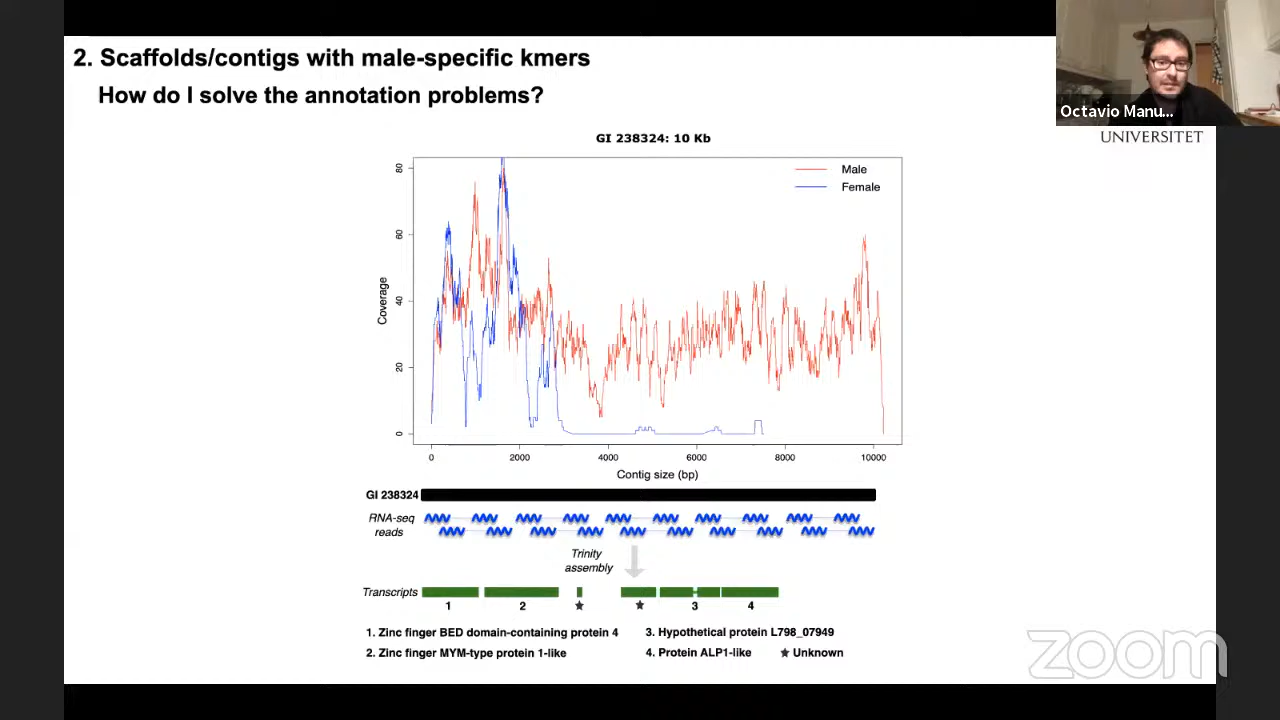 2. Scaffolds/contigs with male-specific kmers
How do I solve the annotation problems?
Octavio Manu...
UNIVERSITET
GI 238324: 10 Kb
Male
Female
Coverage
80
60
40
20
0
0 2000 4000 6000 8000 10000
Contig size (bp)
GI 238324
RNA-seq
reads
Trinity
assembly
Transcripts
1 2 ★ ★ 3 4
1. Zinc finger BED domain-containing protein 4
2. Zinc finger MYM-type protein 1-like
3. Hypothetical protein L798_07949
4. Protein ALP1-like ★ Unknown
zoom